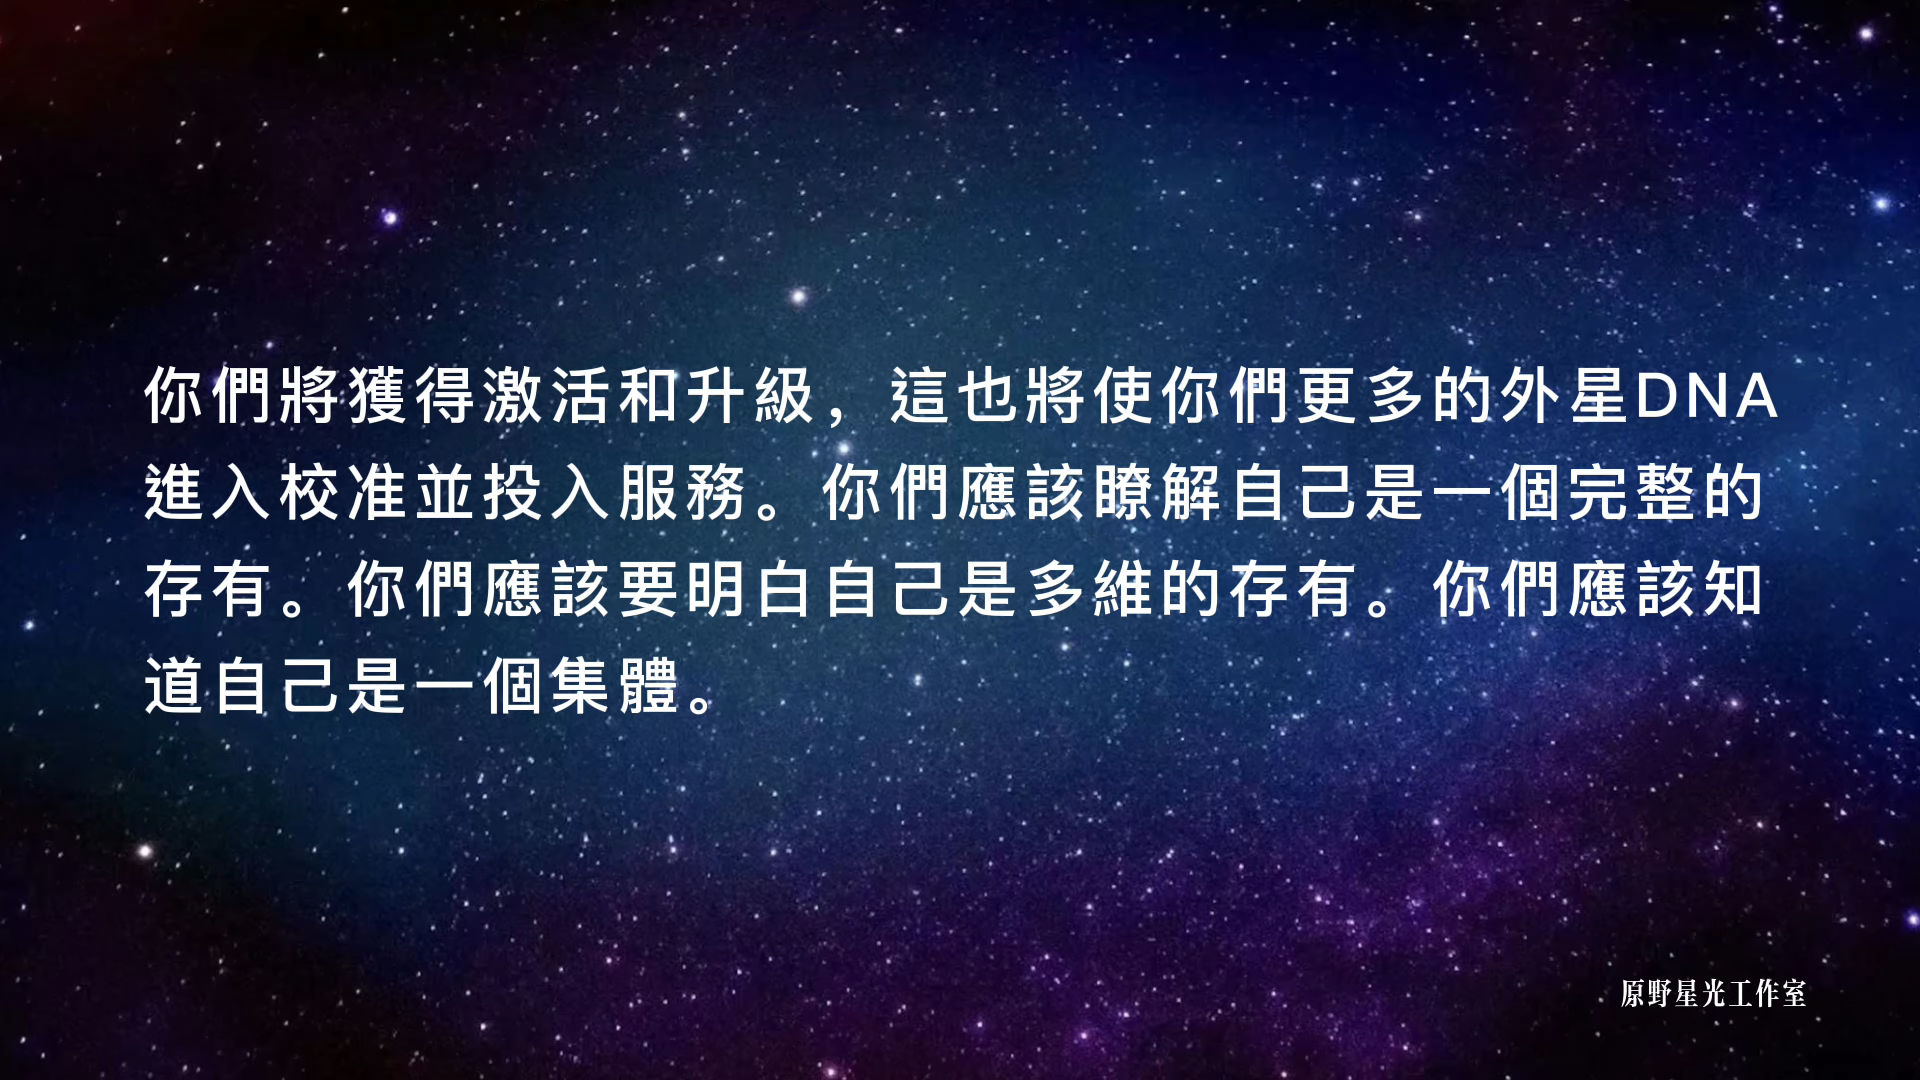 你們將獲得激活和升級，這也將使你們更多的外星DNA
進入校准並投入服務。你們應該瞭解自己是一個完整的
存有。你們應該要明白自己是多維的存有。你們應該知
道自己是一個集體。
原野星光工作室